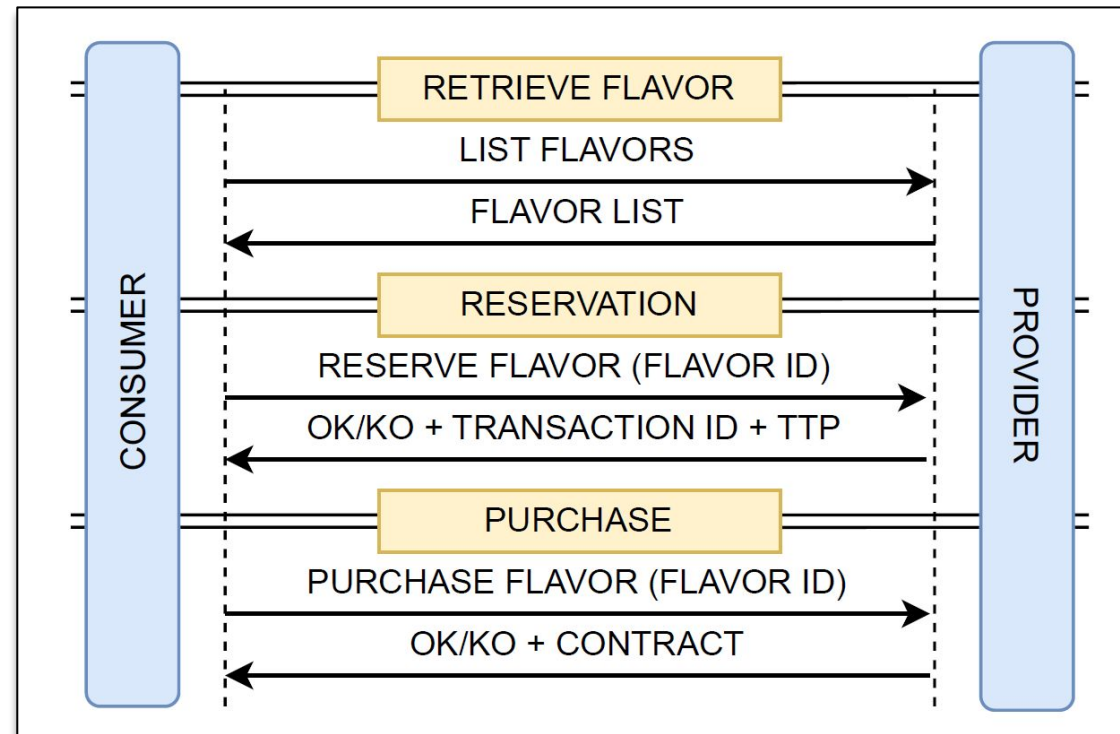 RETRIEVE FLAVOR
LIST FLAVORS
FLAVOR LIST
CONSUMER
PROVIDER
RESERVATION
RESERVE FLAVOR (FLAVOR ID)
OK/KO + TRANSACTION ID + TTP
PURCHASE
PURCHASE FLAVOR (FLAVOR ID)
OK/KO + CONTRACT